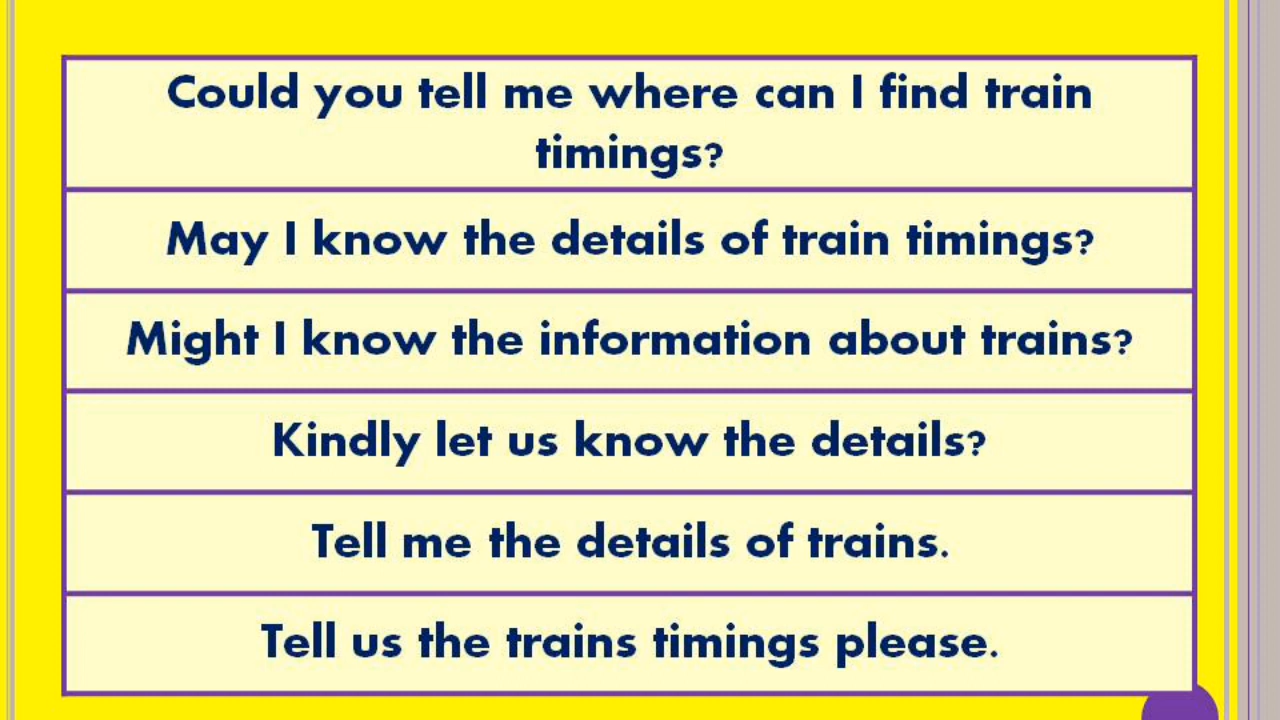 Could you tell me where can I find train
timings?
May I know the details of train timings?
Might I know the information about trains?
Kindly let us know the details?
Tell me the details of trains.
Tell us the trains timings please.